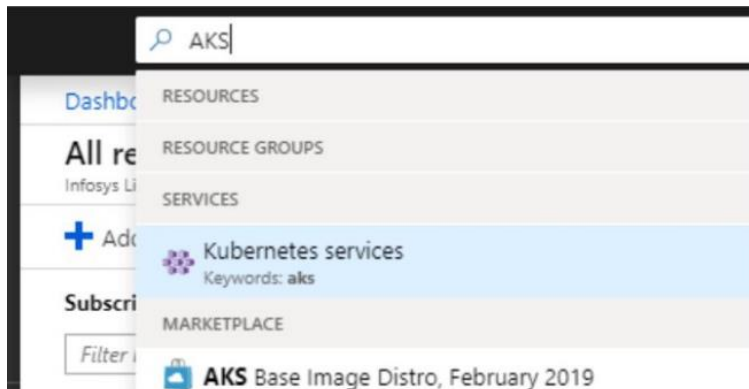 AKS
Dashbo
RESOURCES
All re
RESOURCE GROUPS
Infosys Li
SERVICES
Add
Kubernetes services
Keywords: aks
Subscri
MARKETPLACE
Filter
AKS Base Image Distro, February 2019